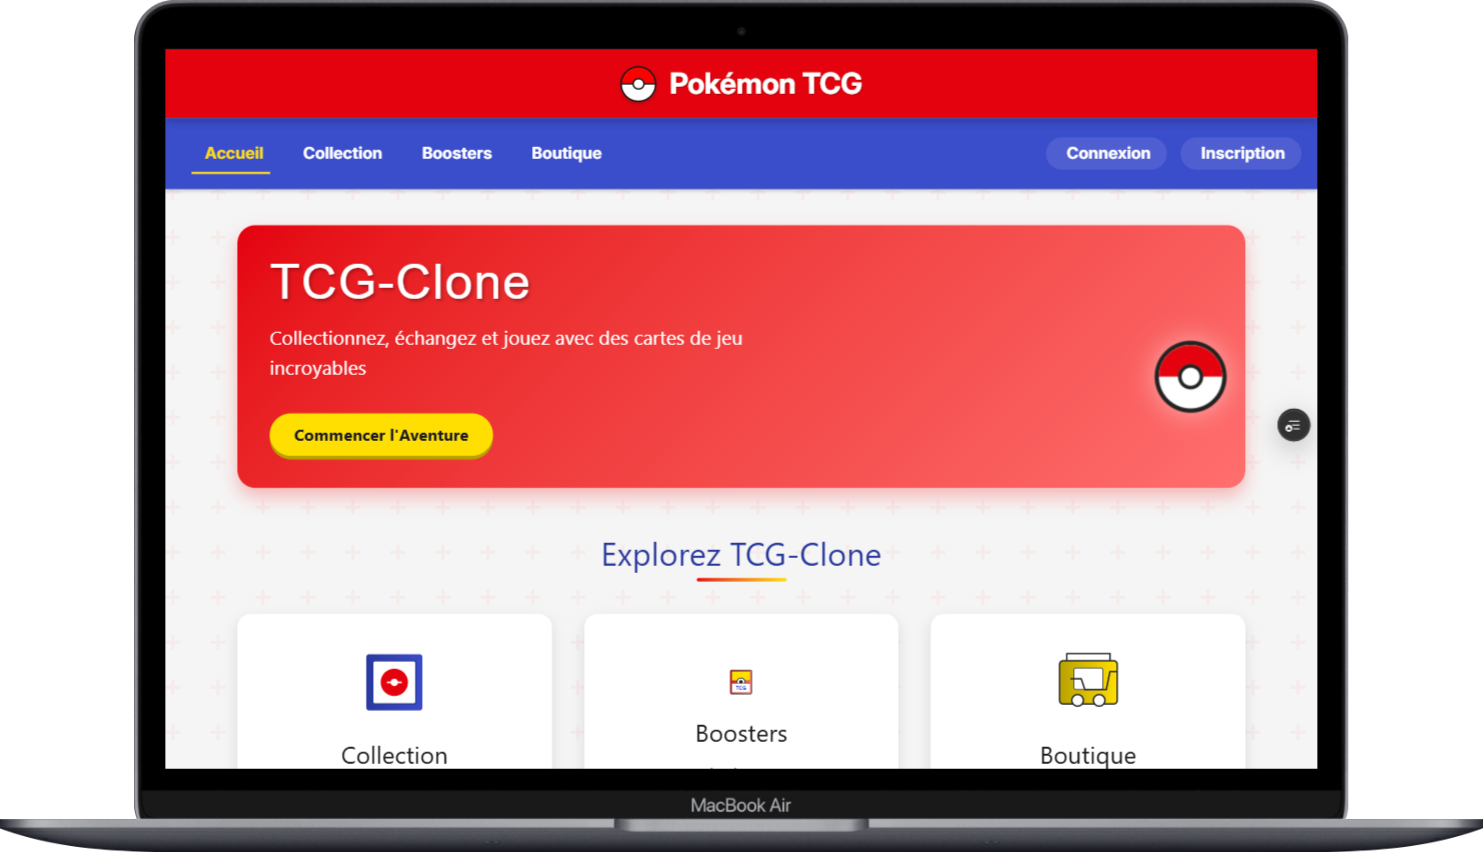 Pokémon TCG
Accueil
Collection
Boosters
Boutique
Connexion
Inscription
TCG-Clone
Collectionnez, échangez et jouez avec des cartes de jeu
incroyables
Commencer l'Aventure
Explorez TCG-Clone
TCG
Collection
Boosters
Boutique
MacBook Air